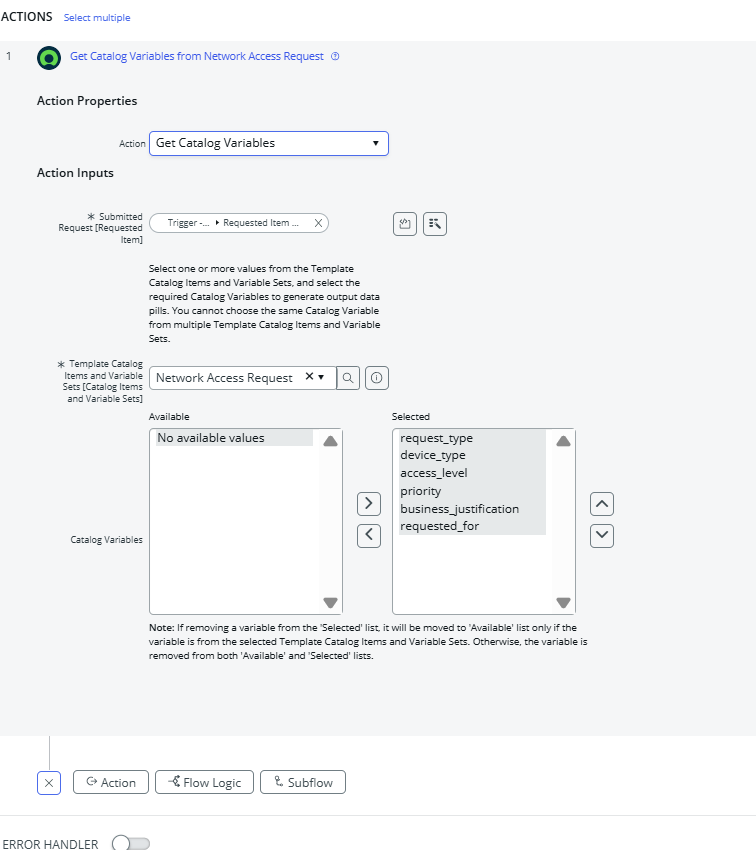 ACTIONS Select multiple
1 Get Catalog Variables from Network Access Request
Action Properties
Action Get Catalog Variables
Action Inputs
* Submitted
Request [Requested
Item]
Trigger -... Requested Item ...
Select one or more values from the Template
Catalog Items and Variable Sets, and select the
required Catalog Variables to generate output data
pills. You cannot choose the same Catalog Variable
from multiple Template Catalog Items and Variable
Sets.
* Template Catalog
Items and Variable
Sets [Catalog Items
and Variable Sets]
Network Access Request
Available
Selected
No available values
request_type
device_type
access_level
priority
business_justification
requested_for
Catalog Variables
Note: If removing a variable from the 'Selected' list, it will be moved to 'Available' list only if the
variable is from the selected Template Catalog Items and Variable Sets. Otherwise, the variable is
removed from both 'Available' and 'Selected' lists.
Action Flow Logic Subflow
ERROR HANDLER